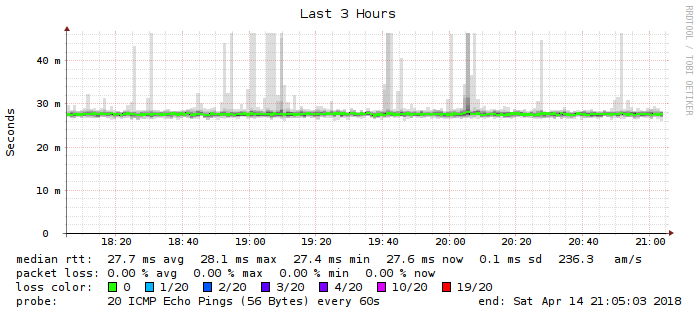 Last 3 Hours
RRDTOOL / TOBI OETIKER
Seconds
40 m
30 m
20 m
10 m
0
18:20 18:40 19:00 19:20 19:40 20:00 20:20 20:40 21:00
median rtt: 27.7 ms avg 28.1 ms max 27.4 ms min 27.6 ms now 0.1 ms sd 236.3 am/s
packet loss: 0.00 % avg 0.00 % max 0.00 % min 0.00 % now
loss color: 0 1/20 2/20 3/20 4/20 10/20 19/20
probe: 20 ICMP Echo Pings (56 Bytes) every 60s end: Sat Apr 14 21:05:03 2018